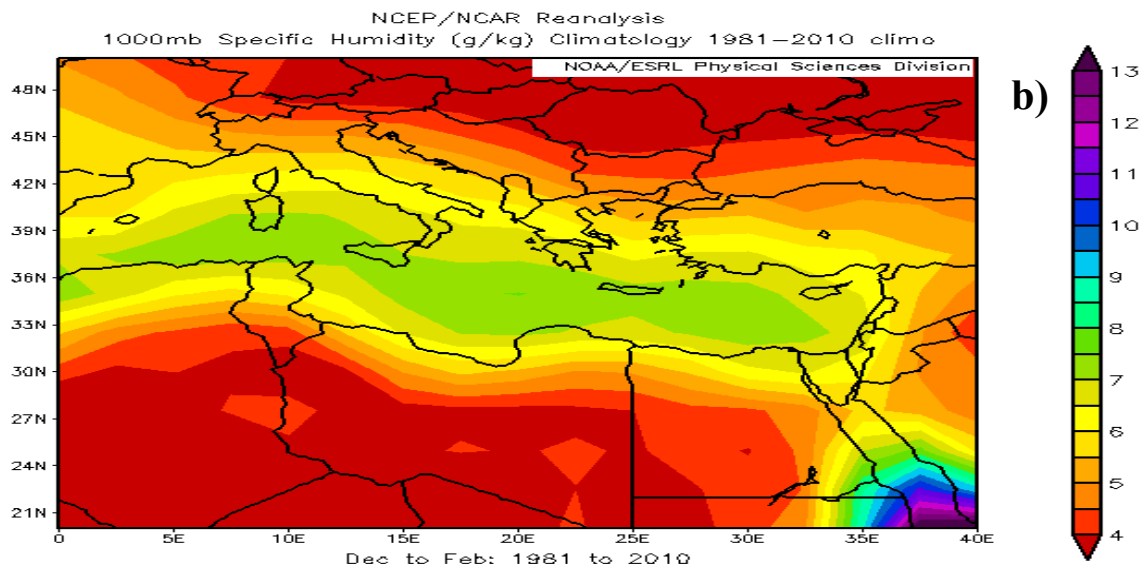 NCEP/NCAR Reanalysis
1000mb Specific Humidity (g/kg) Climatology 1981-2010 climo
NOAA/ESRL Physical Sciences Division
b)
48N
45N
42N
39N
36N
33N
30N
27N
24N
21N
0 5E 10E 15E 20E 25E 30E 35E 40E
Dec to Feb: 1981 to 2010
13
12
11
10
9
8
7
6
5
4